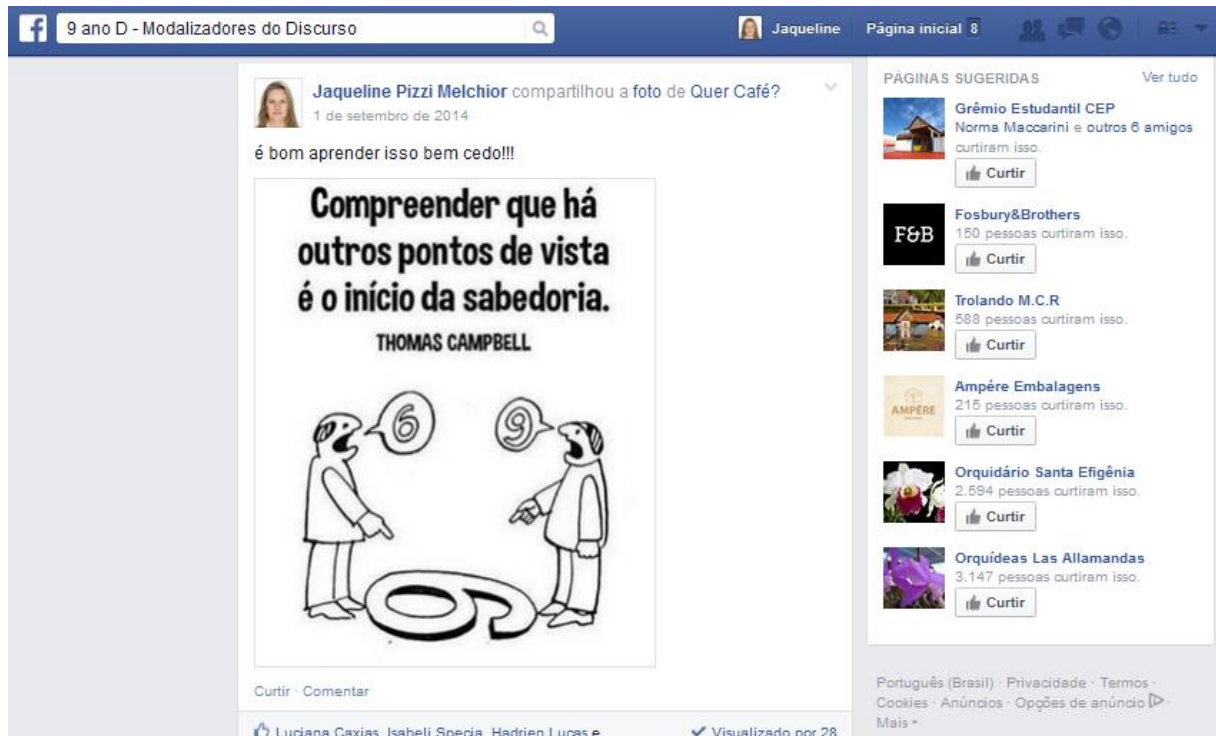 9 ano D - Modalizadores do Discurso
Jaqueline
Página inicial 8
Jaqueline Pizzi Melchior compartilhou a foto de Quer Café?
1 de setembro de 2014
é bom aprender isso bem cedo!!!
Compreender que há
outros pontos de vista
é o início da sabedoria.
THOMAS CAMPBELL
6
9
Curtir · Comentar
Luciana Caxias, Isabeli Specia, Hadrien Lucas e
Visualizado por 28
PÁGINAS SUGERIDAS
Ver tudo
Grêmio Estudantil CEP
Norma Maccarini e outros 6 amigos
curtiram isso.
Curtir
F&B
Fosbury&Brothers
150 pessoas curtiram isso.
Curtir
Trolando M.C.R
588 pessoas curtiram isso.
Curtir
AMPÉRE
Ampére Embalagens
215 pessoas curtiram isso.
Curtir
Orquidário Santa Efigênia
2.594 pessoas curtiram isso.
Curtir
Orquídeas Las Allamandas
3.147 pessoas curtiram isso.
Curtir
Português (Brasil) · Privacidade · Termos ·
Cookies · Anúncios · Opções de anúncio ·
Mais